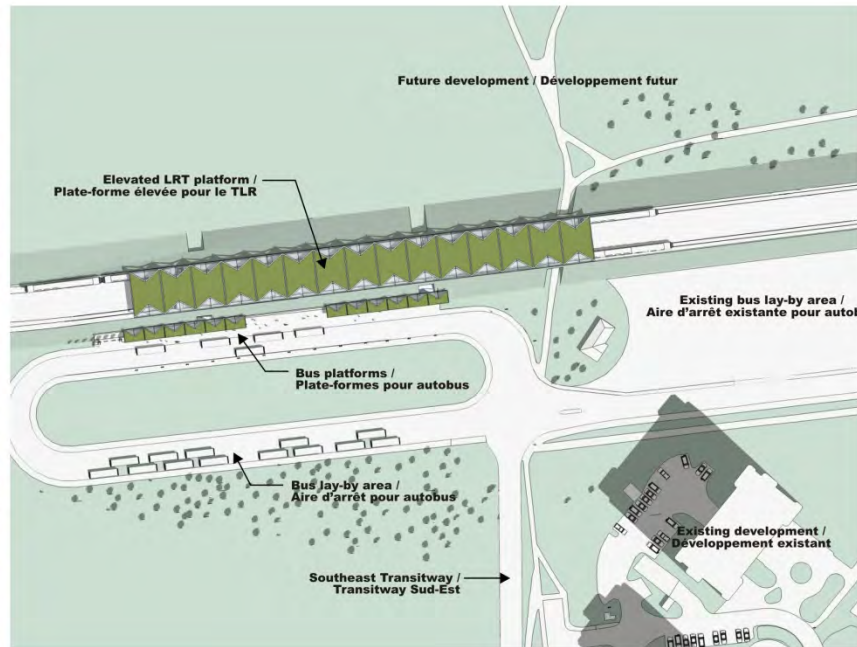 Future development / Développement futur
Elevated LRT platform /
Plate-forme élevée pour le TLR
Existing bus lay-by area /
Aire d'arrêt existante pour autob
Bus platforms /
Plate-formes pour autobus
Bus lay-by area /
Aire d'arrêt pour autobus
Existing development /
Développement existant
Southeast Transitway /
Transitway Sud-Est